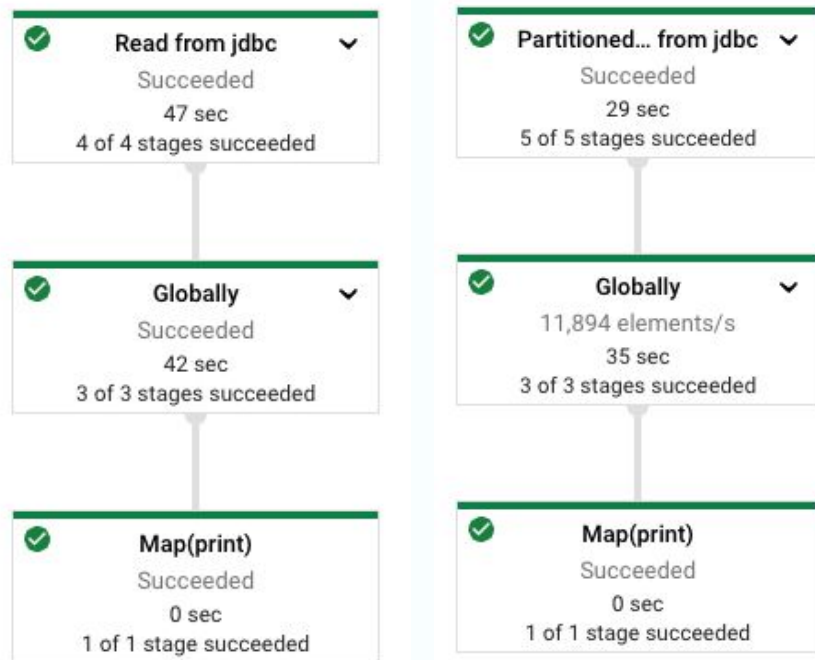 Read from jdbc
Succeeded
47 sec
4 of 4 stages succeeded
Globally
Succeeded
42 sec
3 of 3 stages succeeded
Map(print)
Succeeded
0 sec
1 of 1 stage succeeded
Partitioned... from jdbc
Succeeded
29 sec
5 of 5 stages succeeded
Globally
11,894 elements/s
35 sec
3 of 3 stages succeeded
Map(print)
Succeeded
0 sec
1 of 1 stage succeeded